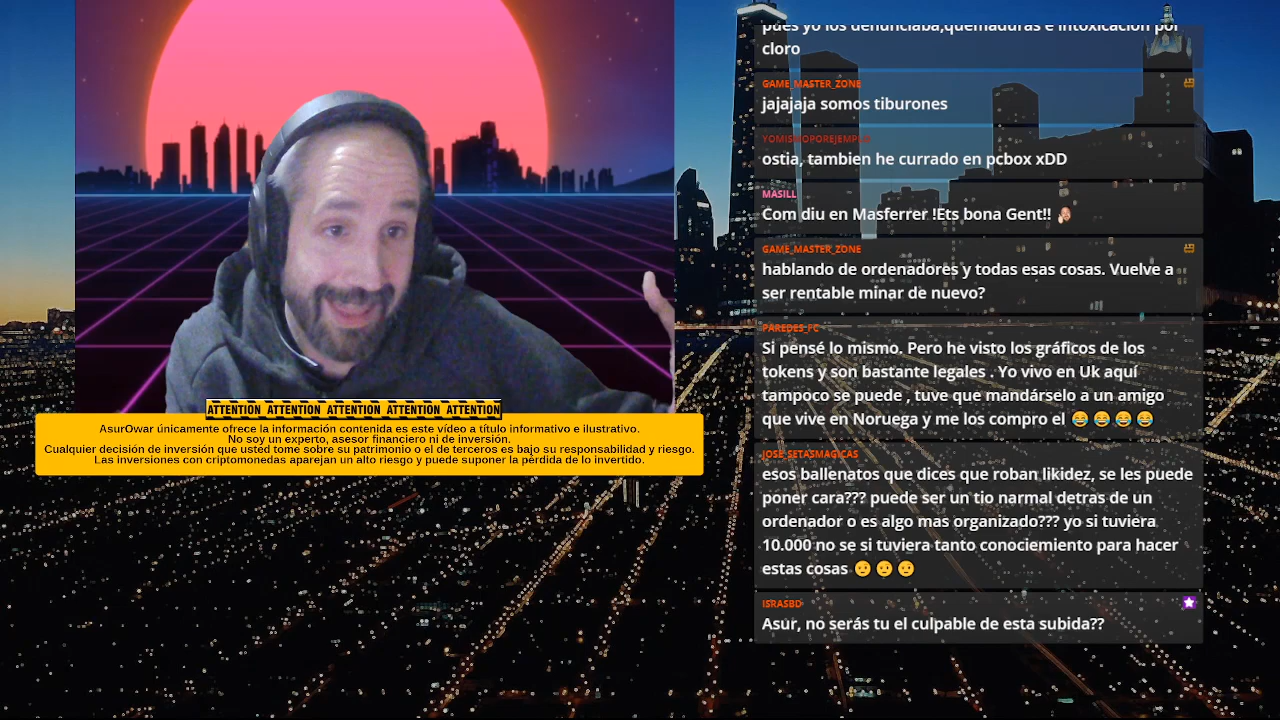 pues yo los denunciaba,quemaduras e intoxicación por
cloro
GAME_MASTER_ZONE
jajajaja somos tiburones
YOMISMOPOREJEMPLO
ostia, tambien he currado en pcbox xDD
MASILL
Com diu en Masferrer !Ets bona Gent!!
GAME_MASTER_ZONE
hablando de ordenadores y todas esas cosas. Vuelve a
ser rentable minar de nuevo?
PAREDES_FC
Si pensé lo mismo. Pero he visto los gráficos de los
tokens y son bastante legales . Yo vivo en Uk aquí
tampoco se puede , tuve que mandárselo a un amigo
que vive en Noruega y me los compro el 😂 😂 😂 😂
JOSE_SETASMAGICAS
esos ballenatos que dices que roban likidez, se les puede
poner cara??? puede ser un tio narmal detras de un
ordenador o es algo mas organizado??? yo si tuviera
10.000 no se si tuviera tanto conociemiento para hacer
estas cosas
ISRASBD
Asur, no serás tu el culpable de esta subida??
ATTENTION ATTENTION ATTENTION ATTENTION ATTENTION
AsurOwar únicamente ofrece la información contenida es este vídeo a título informativo e ilustrativo.
No soy un experto, asesor financiero ni de inversión.
Cualquier decisión de inversión que usted tome sobre su patrimonio o el de terceros es bajo su responsabilidad y riesgo.
Las inversiones con criptomonedas aparejan un alto riesgo y puede suponer la pérdida de lo invertido.